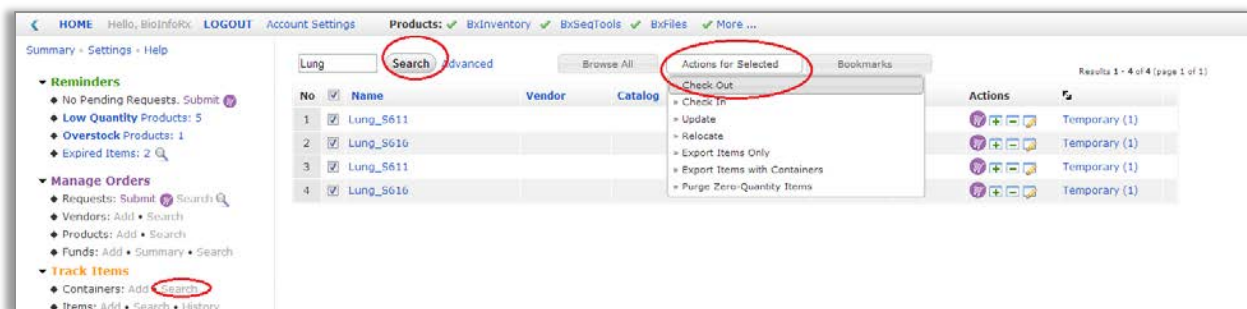 HOME Hello, BioInfoRx LOGOUT Account Settings Products: BxInventory BxSeqTools BxFiles More ...
Summary - Settings - Help
Reminders
No Pending Requests. Submit
Low Quantity Products: 5
Overstock Products: 1
Expired Items: 2
Manage Orders
Requests: Submit Search
Vendors: Add • Search
Products: Add • Search
Funds: Add • Summary • Search
Track Items
Containers: Add • Search
Items: Add • Search • History
Lung Search Advanced Browse All Actions for Selected Bookmarks
Results 1 - 4 of 4 (page 1 of 1)
No Name Vendor Catalog Actions
1 Lung_S611 Temporary (1)
2 Lung_S616 Temporary (1)
3 Lung_S611 Temporary (1)
4 Lung_S616 Temporary (1)
Check Out
» Check In
» Update
» Relocate
» Export Items Only
» Export Items with Containers
» Purge Zero-Quantity Items